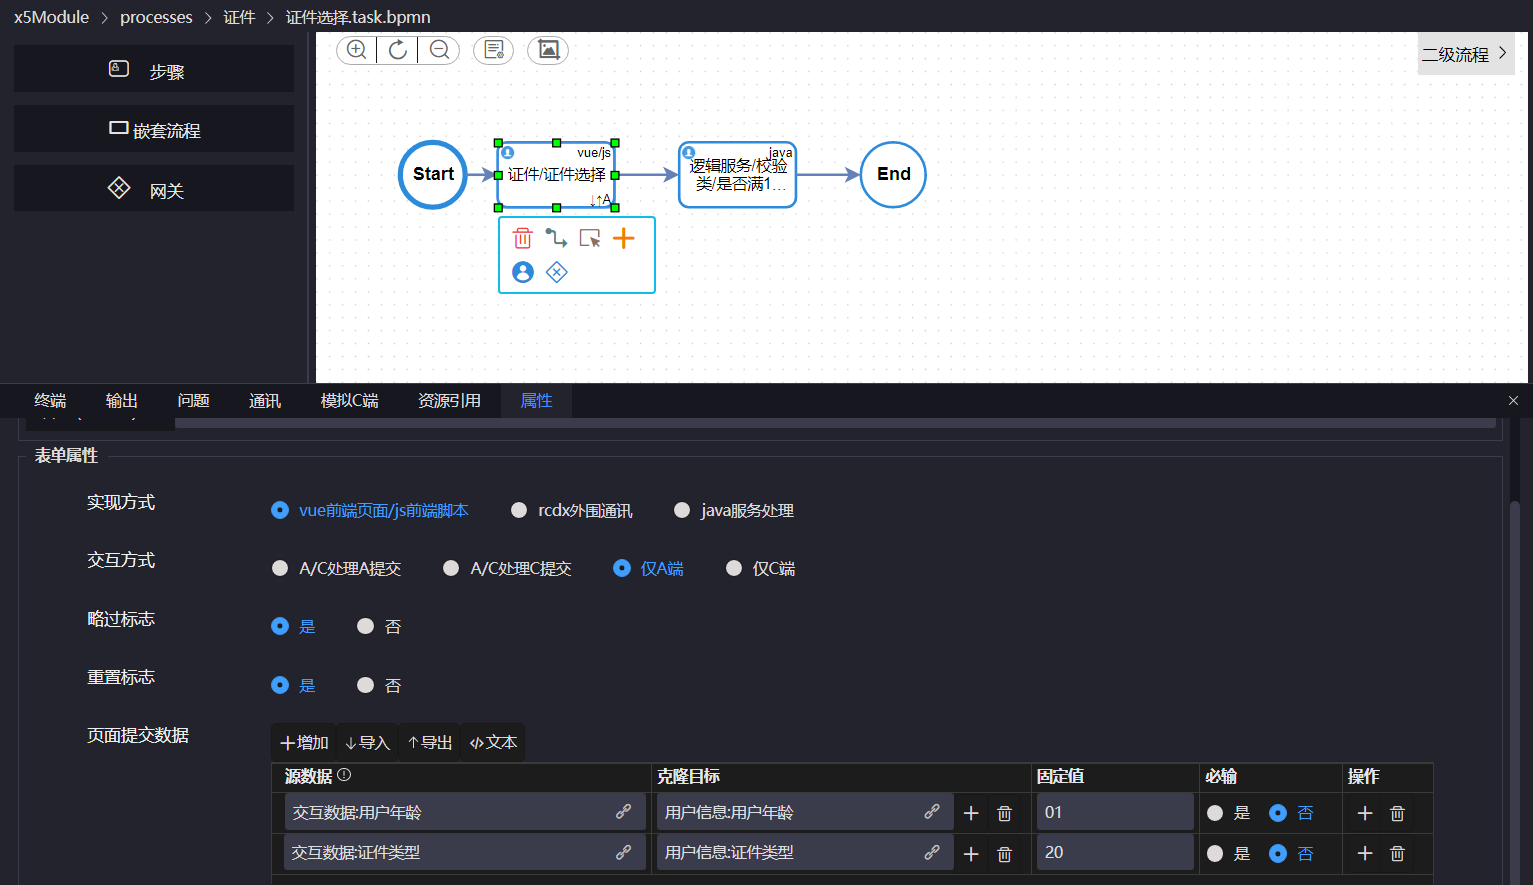 x5Module > processes > 证件 > 证件选择.task.bpmn
步骤
嵌套流程
网关
二级流程 >
Start
vue/js
证件/证件选择
↓↑A
java
逻辑服务/校验
类/是否满1...
End
终端 输出 问题 通讯 模拟C端 资源引用 属性
表单属性
实现方式 vue前端页面/js前端脚本 rcdx外围通讯 java服务处理
交互方式 A/C处理A提交 A/C处理C提交 仅A端 仅C端
略过标志 是 否
重置标志 是 否
页面提交数据 +增加 ↓导入 ↑导出 </>文本
源数据 克隆目标 固定值 必输 操作
交互数据:用户年龄 用户信息:用户年龄 01 是 否
交互数据:证件类型 用户信息:证件类型 20 是 否